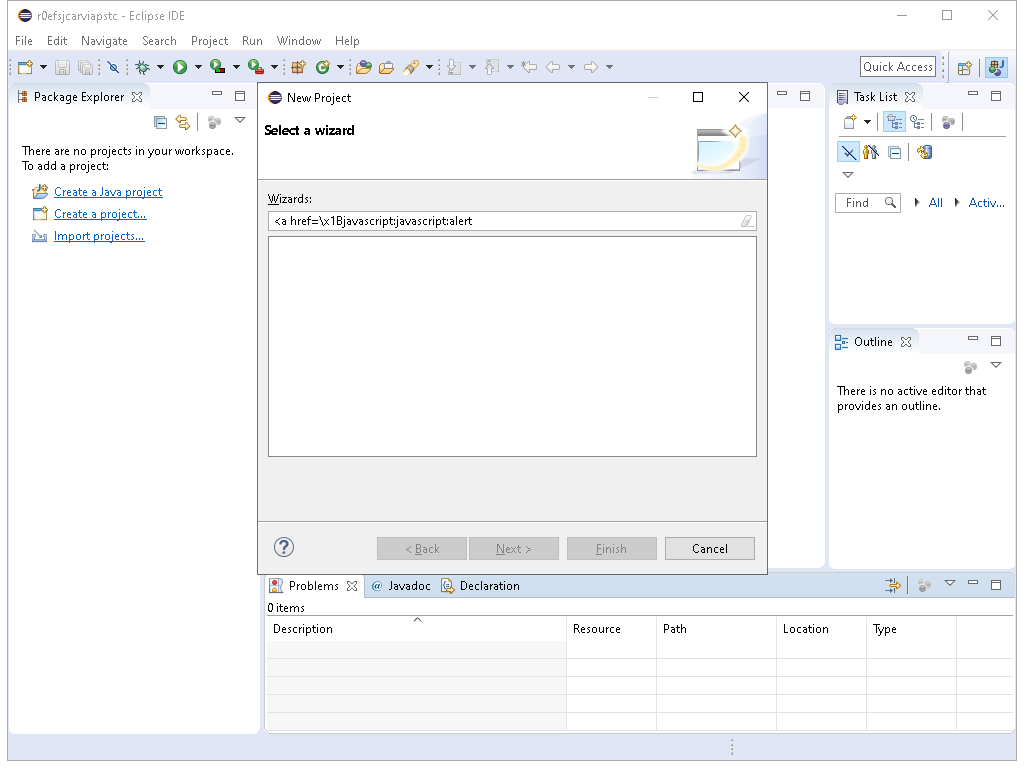 r0efsjcarviapstc - Eclipse IDE
File Edit Navigate Search Project Run Window Help
Quick Access
Package Explorer
There are no projects in your workspace.
To add a project:
Create a Java project
Create a project...
Import projects...
New Project
Select a wizard
Wizards:
<a href=\x1Bjavascript:javascript:alert
< Back Next > Finish Cancel
Task List
Find All Activ...
Outline
There is no active editor that
provides an outline.
Problems @ Javadoc Declaration
0 items
Description Resource Path Location Type